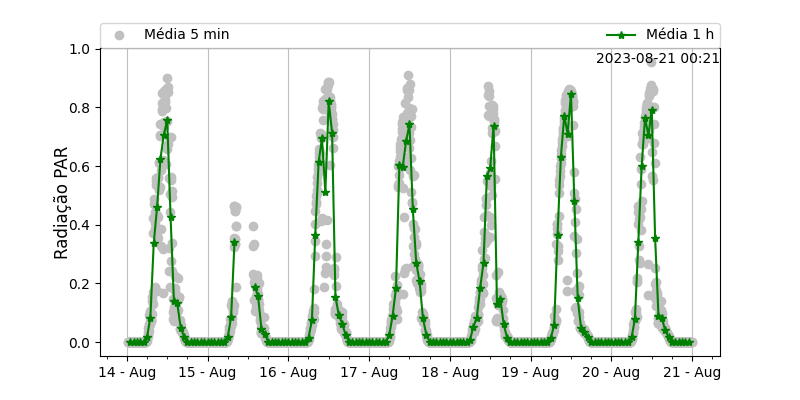 Média 5 min
Média 1 h
2023-08-21 00:21
Radiação PAR
1.0
0.8
0.6
0.4
0.2
0.0
14 - Aug
15 - Aug
16 - Aug
17 - Aug
18 - Aug
19 - Aug
20 - Aug
21 - Aug